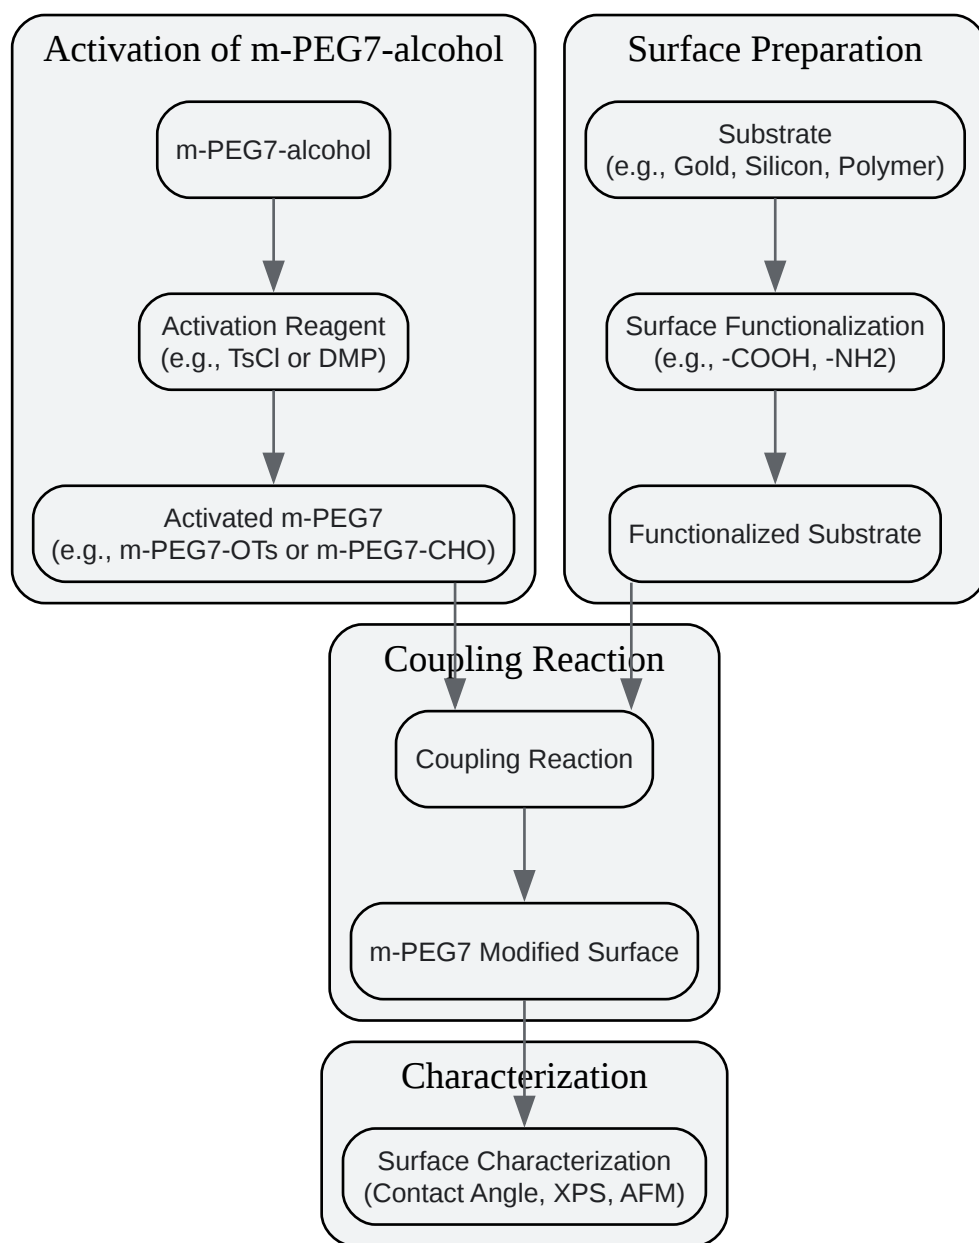 Activation of m-PEG7-alcohol
m-PEG7-alcohol
Activation Reagent
(e.g., TsCl or DMP)
Activated m-PEG7
(e.g., m-PEG7-OTs or m-PEG7-CHO)
Surface Preparation
Substrate
(e.g., Gold, Silicon, Polymer)
Surface Functionalization
(e.g., -COOH, -NH2)
Functionalized Substrate
Coupling Reaction
Coupling Reaction
m-PEG7 Modified Surface
Characterization
Surface Characterization
(Contact Angle, XPS, AFM)